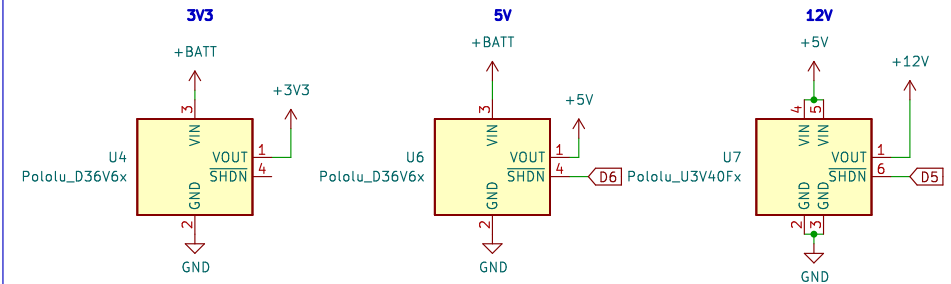 3V3
+BATT
+3V3
3
VIN
U4
Pololu_D36V6x
VOUT
1
SHDN
4
GND
2
GND
5V
+BATT
+5V
3
VIN
U6
Pololu_D36V6x
VOUT
1
SHDN
4
D6
GND
2
GND
12V
+5V
+12V
4
5
VIN
U7
Pololu_U3V40Fx
VOUT
1
SHDN
6
D5
GND
GND
2
3
GND